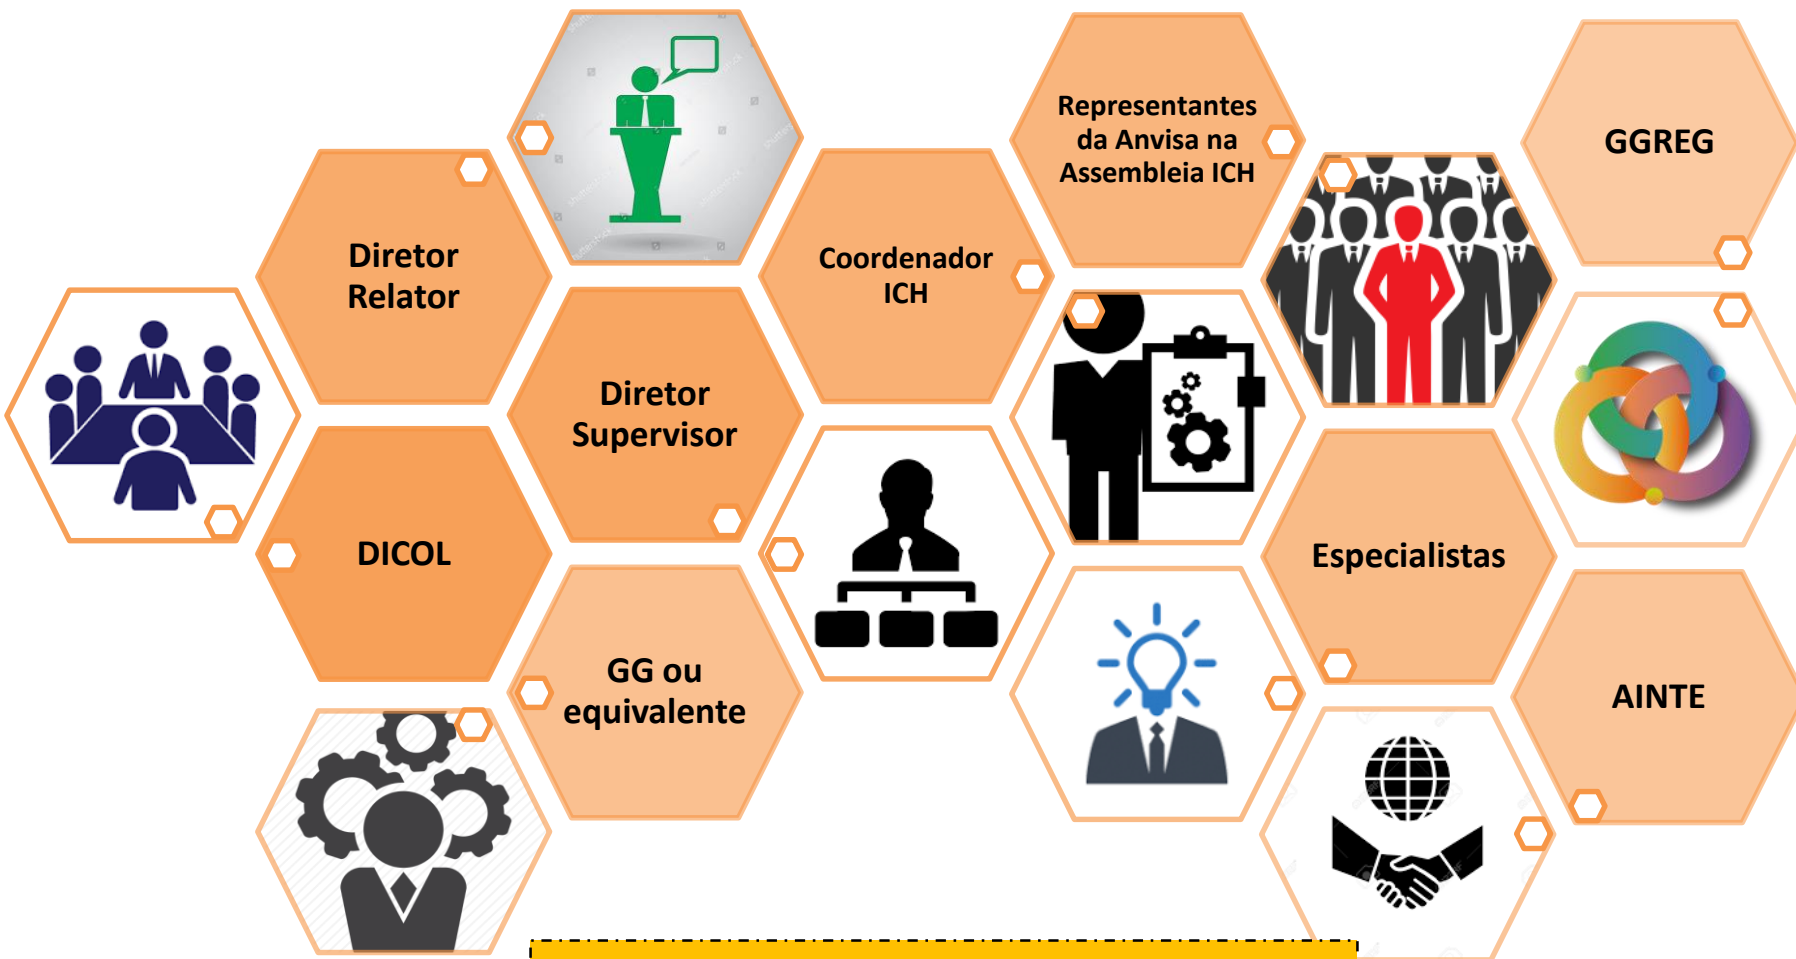 Diretor
Relator
DICOL
Diretor
Supervisor
GG ou
equivalente
Coordenador
ICH
Representantes
da Anvisa na
Assembleia ICH
Especialistas
GGREG
AINTE